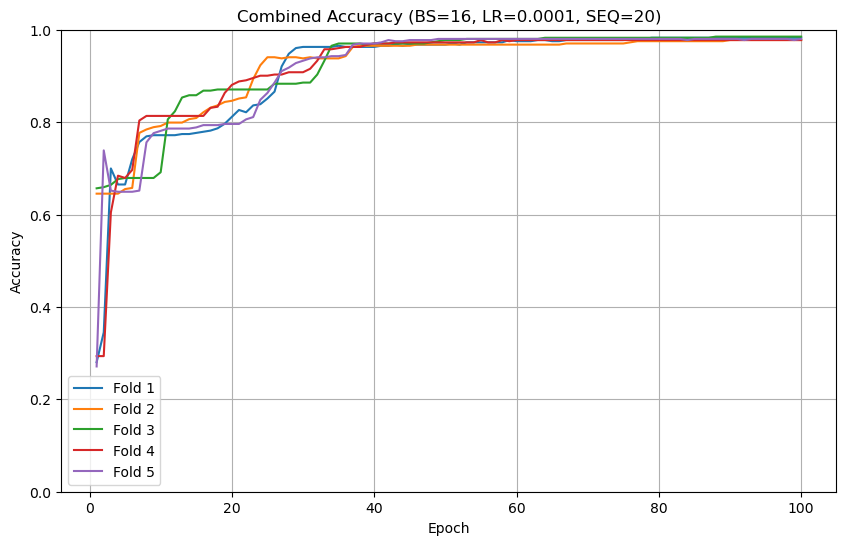 Combined Accuracy (BS=16, LR=0.0001, SEQ=20)
Accuracy
1.0
0.8
0.6
0.4
0.2
0.0
Fold 1
Fold 2
Fold 3
Fold 4
Fold 5
0 20 40 60 80 100
Epoch